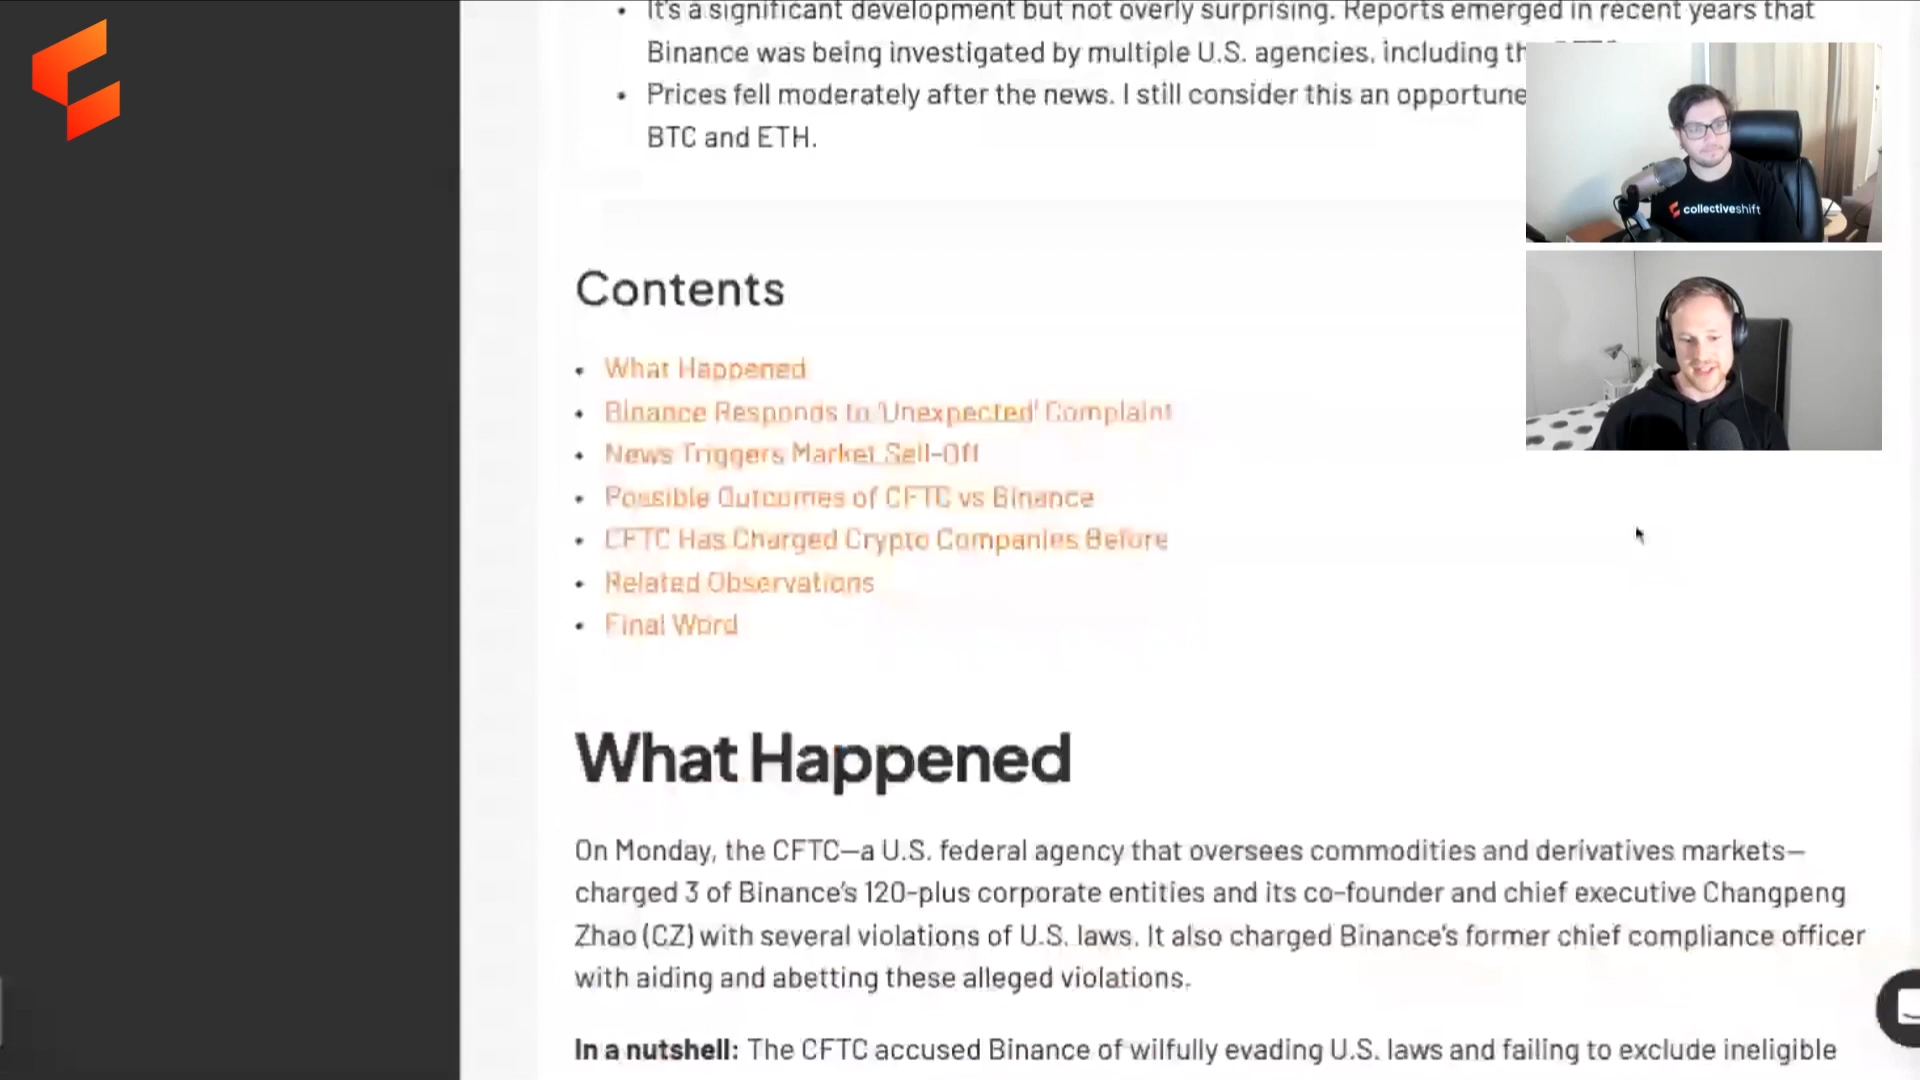 It's a significant development but not overly surprising. Reports emerged in recent years that
Binance was being investigated by multiple U.S. agencies, including the
Prices fell moderately after the news. I still consider this an opportune
BTC and ETH.
collectiveshift
Contents
What Happened
Binance Responds to 'Unexpected' Complaint
News Triggers Market Sell-Off
Possible Outcomes of CFTC vs Binance
CFTC Has Charged Crypto Companies Before
Related Observations
Final Word
What Happened
On Monday, the CFTC—a U.S. federal agency that oversees commodities and derivatives markets—
charged 3 of Binance's 120-plus corporate entities and its co-founder and chief executive Changpeng
Zhao (CZ) with several violations of U.S. laws. It also charged Binance's former chief compliance officer
with aiding and abetting these alleged violations.
In a nutshell: The CFTC accused Binance of wilfully evading U.S. laws and failing to exclude ineligible